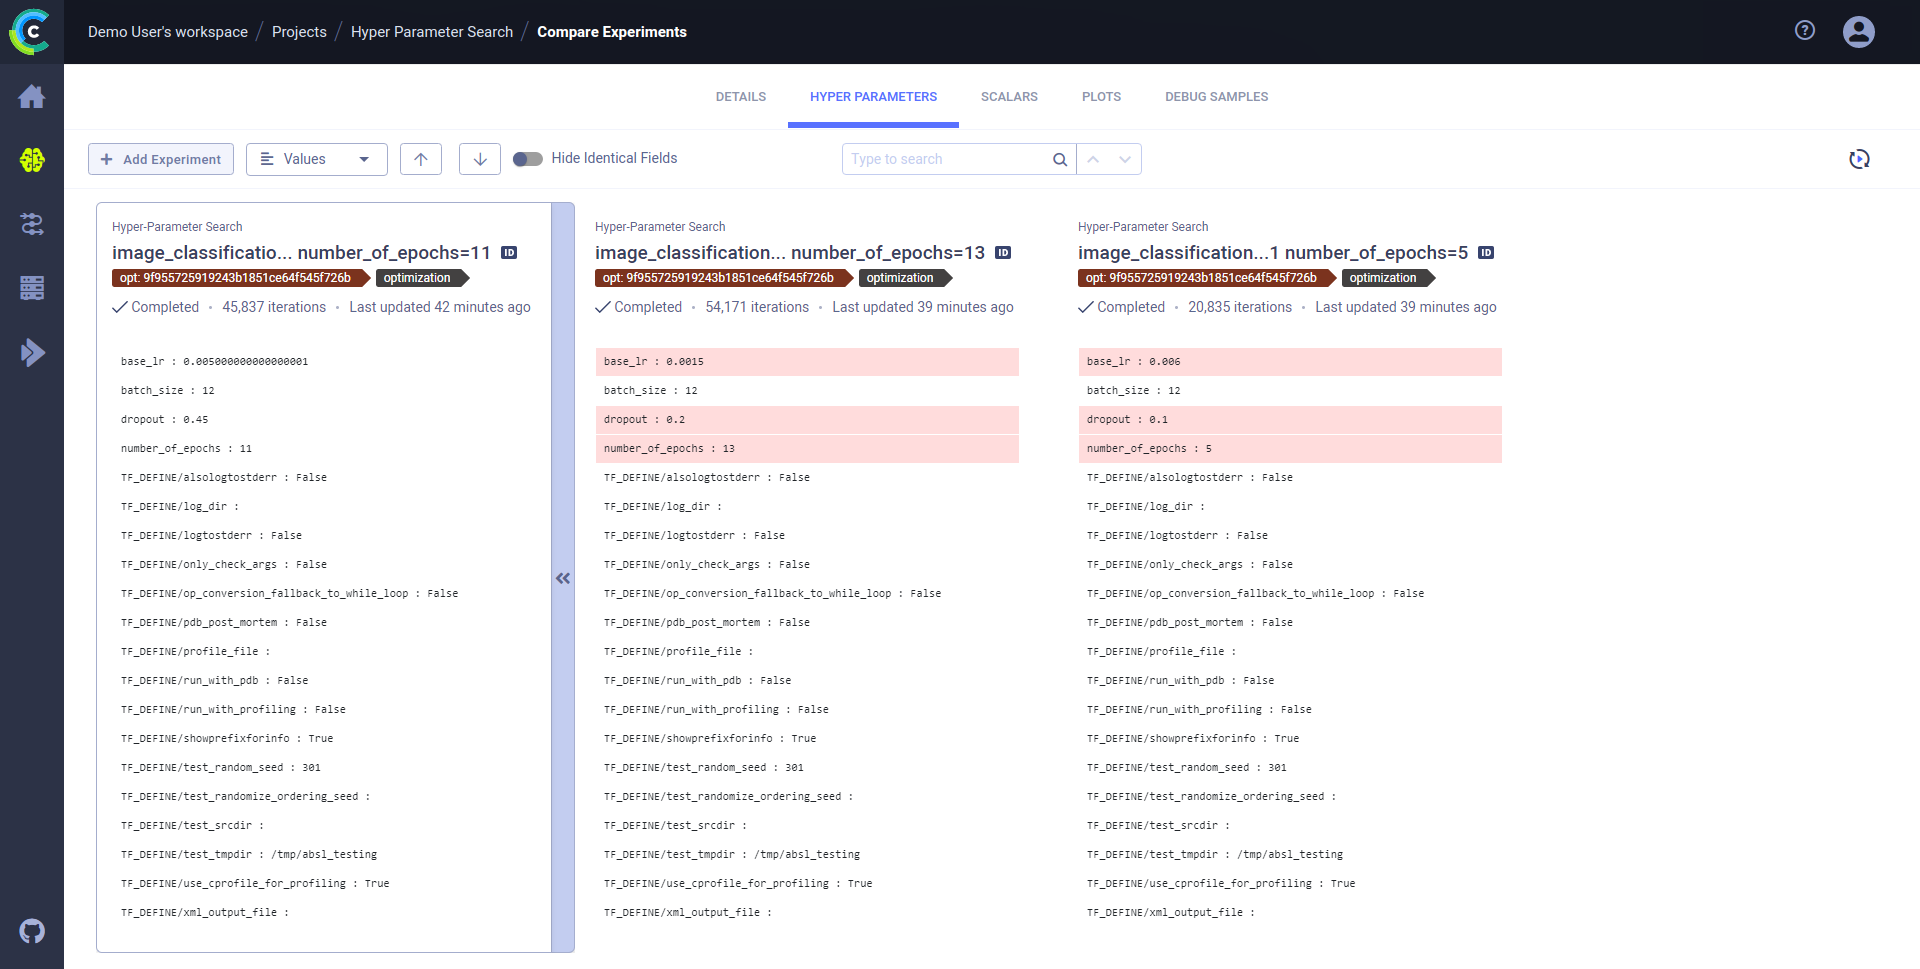 Demo User's workspace / Projects / Hyper Parameter Search / Compare Experiments
DETAILS HYPER PARAMETERS SCALARS PLOTS DEBUG SAMPLES
+ Add Experiment Values Hide Identical Fields Type to search
Hyper-Parameter Search
image_classificatio... number_of_epochs=11 ID
opt: 9f955725919243b1851ce64f545f726b optimization
Completed · 45,837 iterations · Last updated 42 minutes ago
base_lr : 0.005000000000000001
batch_size : 12
dropout : 0.45
number_of_epochs : 11
TF_DEFINE/alsologtostderr : False
TF_DEFINE/log_dir :
TF_DEFINE/logtostderr : False
TF_DEFINE/only_check_args : False
TF_DEFINE/op_conversion_fallback_to_while_loop : False
TF_DEFINE/pdb_post_mortem : False
TF_DEFINE/profile_file :
TF_DEFINE/run_with_pdb : False
TF_DEFINE/run_with_profiling : False
TF_DEFINE/showprefixforinfo : True
TF_DEFINE/test_random_seed : 301
TF_DEFINE/test_randomize_ordering_seed :
TF_DEFINE/test_srcdir :
TF_DEFINE/test_tmpdir : /tmp/absl_testing
TF_DEFINE/use_cprofile_for_profiling : True
TF_DEFINE/xml_output_file :
Hyper-Parameter Search
image_classification... number_of_epochs=13 ID
opt: 9f955725919243b1851ce64f545f726b optimization
Completed · 54,171 iterations · Last updated 39 minutes ago
base_lr : 0.0015
batch_size : 12
dropout : 0.2
number_of_epochs : 13
TF_DEFINE/alsologtostderr : False
TF_DEFINE/log_dir :
TF_DEFINE/logtostderr : False
TF_DEFINE/only_check_args : False
TF_DEFINE/op_conversion_fallback_to_while_loop : False
TF_DEFINE/pdb_post_mortem : False
TF_DEFINE/profile_file :
TF_DEFINE/run_with_pdb : False
TF_DEFINE/run_with_profiling : False
TF_DEFINE/showprefixforinfo : True
TF_DEFINE/test_random_seed : 301
TF_DEFINE/test_randomize_ordering_seed :
TF_DEFINE/test_srcdir :
TF_DEFINE/test_tmpdir : /tmp/absl_testing
TF_DEFINE/use_cprofile_for_profiling : True
TF_DEFINE/xml_output_file :
Hyper-Parameter Search
image_classification...1 number_of_epochs=5 ID
opt: 9f955725919243b1851ce64f545f726b optimization
Completed · 20,835 iterations · Last updated 39 minutes ago
base_lr : 0.006
batch_size : 12
dropout : 0.1
number_of_epochs : 5
TF_DEFINE/alsologtostderr : False
TF_DEFINE/log_dir :
TF_DEFINE/logtostderr : False
TF_DEFINE/only_check_args : False
TF_DEFINE/op_conversion_fallback_to_while_loop : False
TF_DEFINE/pdb_post_mortem : False
TF_DEFINE/profile_file :
TF_DEFINE/run_with_pdb : False
TF_DEFINE/run_with_profiling : False
TF_DEFINE/showprefixforinfo : True
TF_DEFINE/test_random_seed : 301
TF_DEFINE/test_randomize_ordering_seed :
TF_DEFINE/test_srcdir :
TF_DEFINE/test_tmpdir : /tmp/absl_testing
TF_DEFINE/use_cprofile_for_profiling : True
TF_DEFINE/xml_output_file :